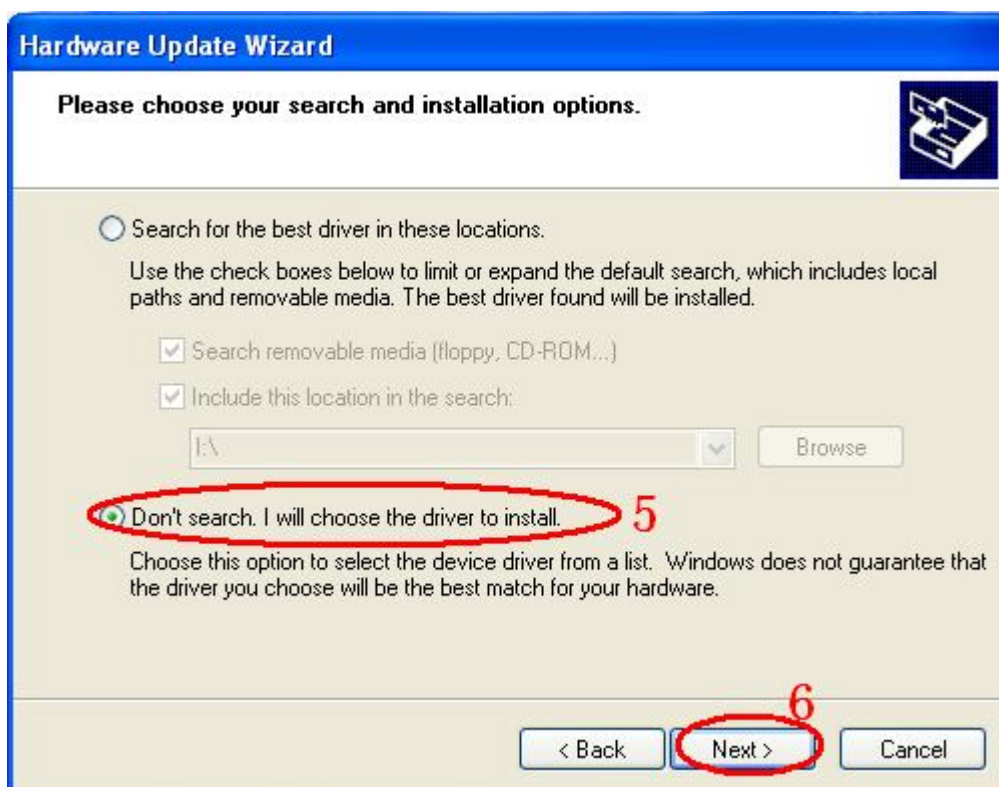 Hardware Update Wizard
Please choose your search and installation options.
Search for the best driver in these locations.
Use the check boxes below to limit or expand the default search, which includes local
paths and removable media. The best driver found will be installed.
Search removable media (floppy, CD-ROM...)
Include this location in the search:
I:\
Browse
Don't search. I will choose the driver to install.
5
Choose this option to select the device driver from a list. Windows does not guarantee that
the driver you choose will be the best match for your hardware.
6
< Back
Next >
Cancel